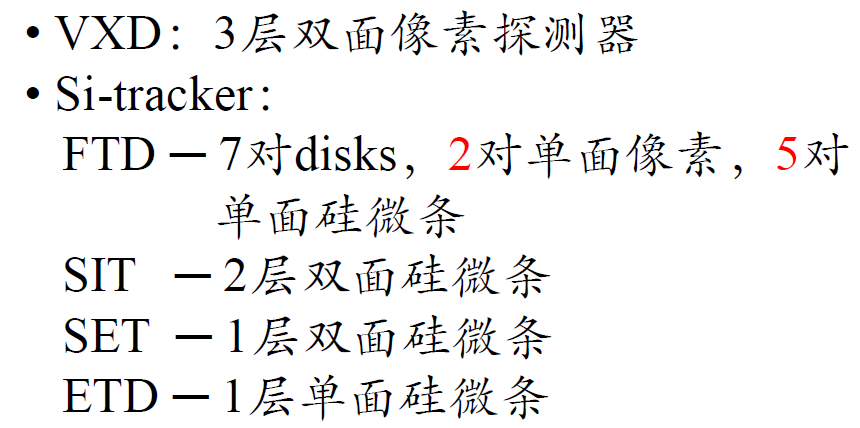 • VXD：3层双面像素探测器
• Si-tracker：
FTD－7对disks，2对单面像素，5对
单面硅微条
SIT －2层双面硅微条
SET －1层双面硅微条
ETD－1层单面硅微条